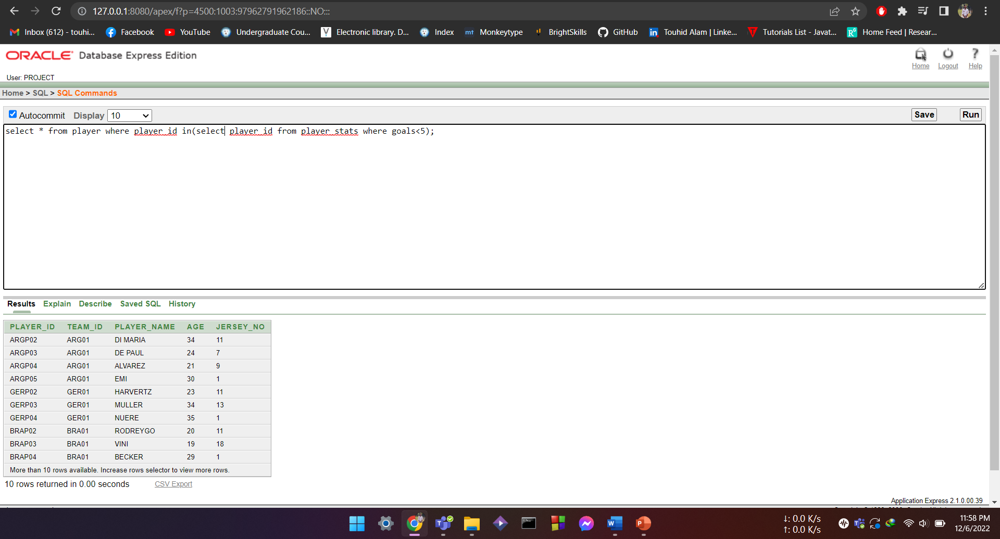 127.0.0.1:8080/apex/f?p=4500:1003:97962791962186::NO:::
Inbox (612) - touhi... Facebook YouTube Undergraduate Cou... Electronic library. D... Index mt Monkeytype BrightSkills GitHub Touhid Alam | Linke... Tutorials List - Javat... Home Feed | Resear...
ORACLE Database Express Edition
Home Logout Help
User: PROJECT
Home > SQL > SQL Commands
Autocommit Display 10 Save Run
select * from player where player_id in(select player_id from player_stats where goals<5);
Results Explain Describe Saved SQL History
PLAYER_ID TEAM_ID PLAYER_NAME AGE JERSEY_NO
ARGP02 ARG01 DI MARIA 34 11
ARGP03 ARG01 DE PAUL 24 7
ARGP04 ARG01 ALVAREZ 21 9
ARGP05 ARG01 EMI 30 1
GERP02 GER01 HARVERTZ 23 11
GERP03 GER01 MULLER 34 13
GERP04 GER01 NUERE 35 1
BRAP02 BRA01 RODREYGO 20 11
BRAP03 BRA01 VINI 19 18
BRAP04 BRA01 BECKER 29 1
More than 10 rows available. Increase rows selector to view more rows.
10 rows returned in 0.00 seconds CSV Export
Application Express 2.1.0.00.39
↓: 0.0 K/s
↑: 0.0 K/s
11:58 PM
12/6/2022